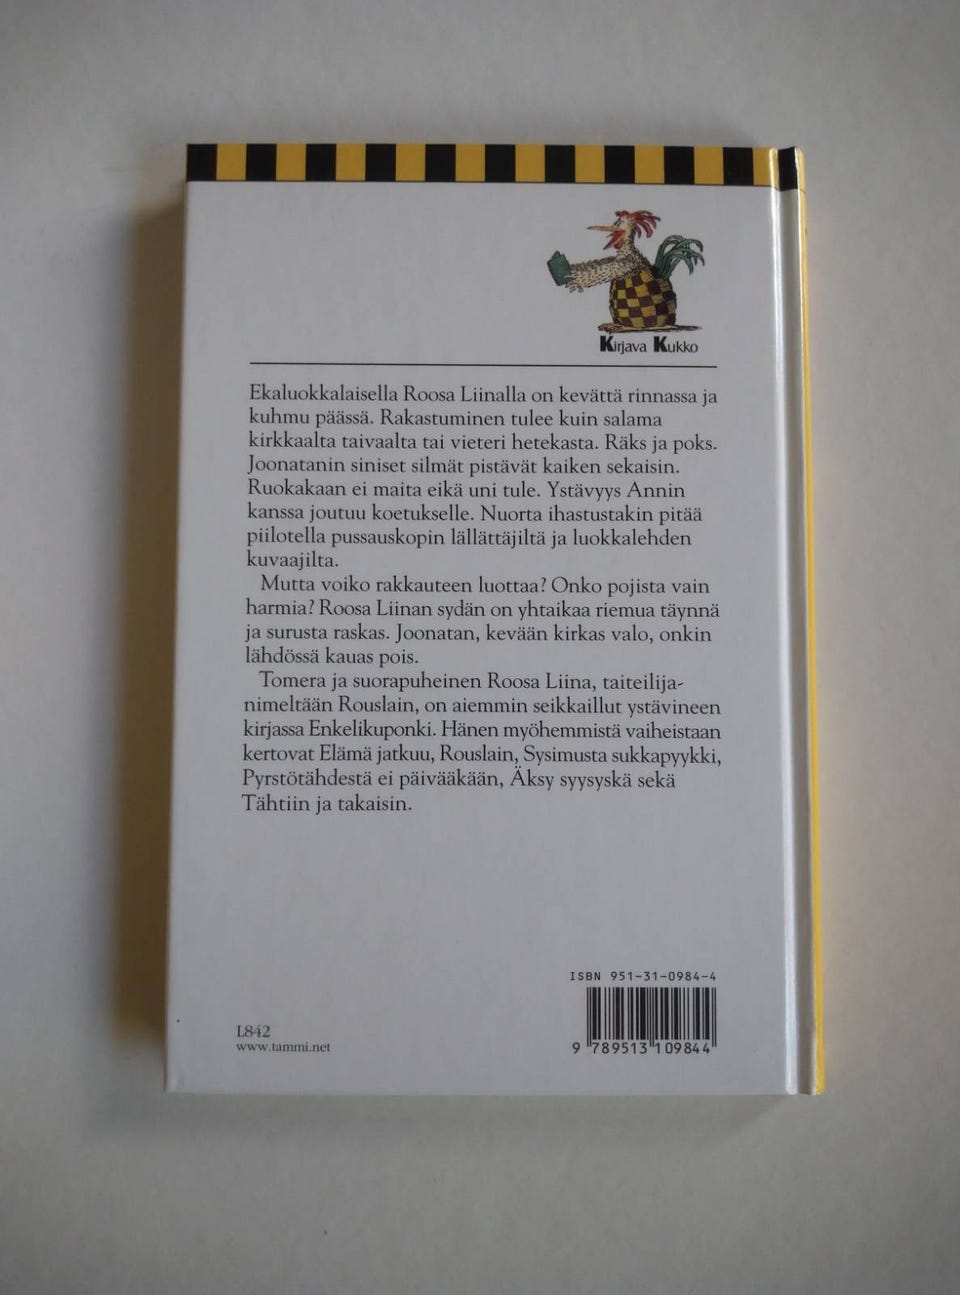 Kirjava Kukko
Ekaluokkalaisella Roosa Liinalla on kevättä rinnassa ja
kuhmu päässä. Rakastuminen tulee kuin salama
kirkkaalta taivaalta tai vieteri hetekasta. Räks ja poks.
Joonatanin siniset silmät pistävät kaiken sekaisin.
Ruokakaan ei maita eikä uni tule. Ystävyys Annin
kanssa joutuu koetukselle. Nuorta ihastustakin pitää
piilotella pussauskopin lällättäjiltä ja luokkalehden
kuvaajilta.
Mutta voiko rakkauteen luottaa? Onko pojista vain
harmia? Roosa Liinan sydän on yhtaikaa riemua täynnä
ja surusta raskas. Joonatan, kevään kirkas valo, onkin
lähdössä kauas pois.
Tomera ja suorapuheinen Roosa Liina, taiteilija-
nimeltään Rouslain, on aiemmin seikkaillut ystävineen
kirjassa Enkelikuponki. Hänen myöhemmistä vaiheistaan
kertovat Elämä jatkuu, Rouslain, Sysimusta sukkapyykki,
Pyrstötähdestä ei päivääkään, Äksy syysyskä sekä
Tähtiin ja takaisin.
ISBN 951-31-0984-4
L842
www.tammi.net
9 789513 109844